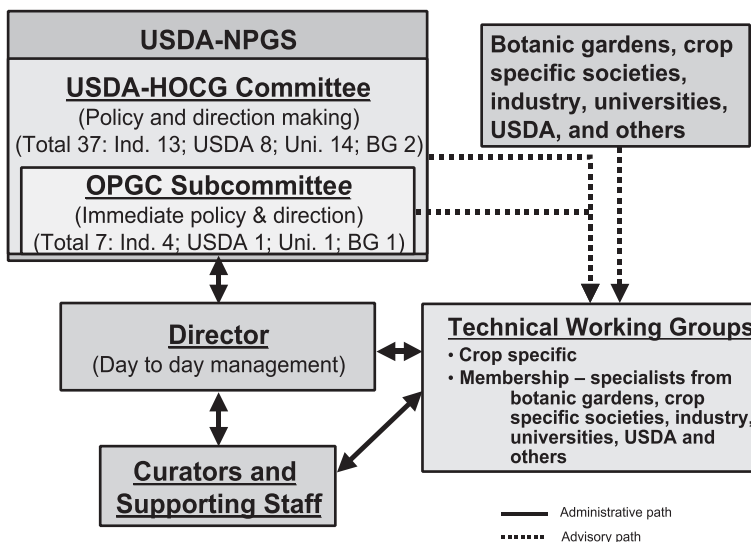 USDA-NPGS
USDA-HOCG Committee
(Policy and direction making)
(Total 37: Ind. 13; USDA 8; Uni. 14; BG 2)
OPGC Subcommittee
(Immediate policy & direction)
(Total 7: Ind. 4; USDA 1; Uni. 1; BG 1)
Botanic gardens, crop
specific societies,
industry, universities,
USDA, and others
Director
(Day to day management)
Technical Working Groups
• Crop specific
• Membership – specialists from
botanic gardens, crop
specific societies, industry,
universities, USDA and
others
Curators and
Supporting Staff
Administrative path
Advisory path